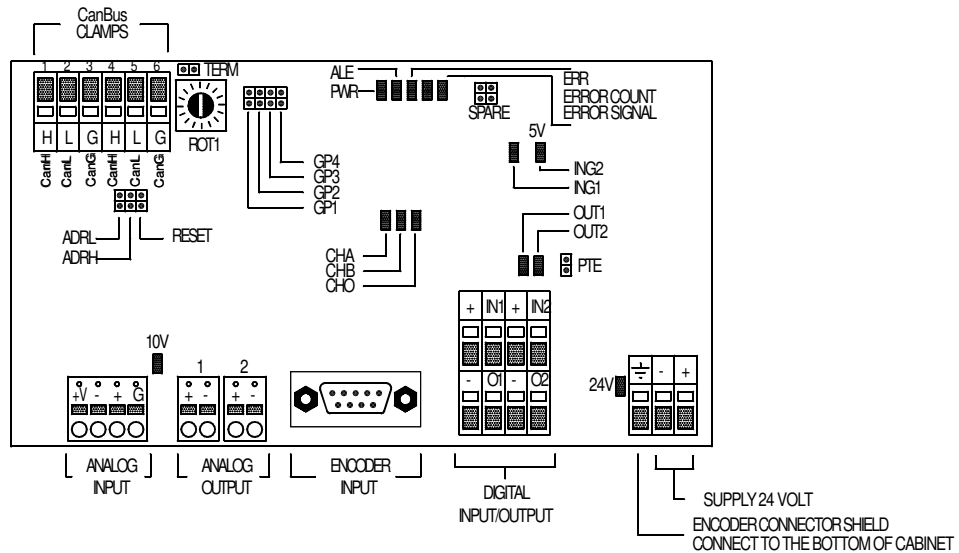 CanBus
CLAMPS
1 2 3 4 5 6
TERM
H L G H L G
CanH CanL CanG CanH CanL CanG
ROT1
ALE
PWR
ERR
ERROR COUNT
ERROR SIGNAL
SPARE
5V
ING2
ING1
GP4
GP3
GP2
GP1
ADRL
ADRH
RESET
CHA
CHB
CHO
OUT1
OUT2
PTE
+ IN1 + IN2
- O1 - O2
10V
1 2
+V - + G
+ - + -
24V
- +
ANALOG
INPUT
ANALOG
OUTPUT
ENCODER
INPUT
DIGITAL
INPUT/OUTPUT
SUPPLY 24 VOLT
ENCODER CONNECTOR SHIELD
CONNECT TO THE BOTTOM OF CABINET